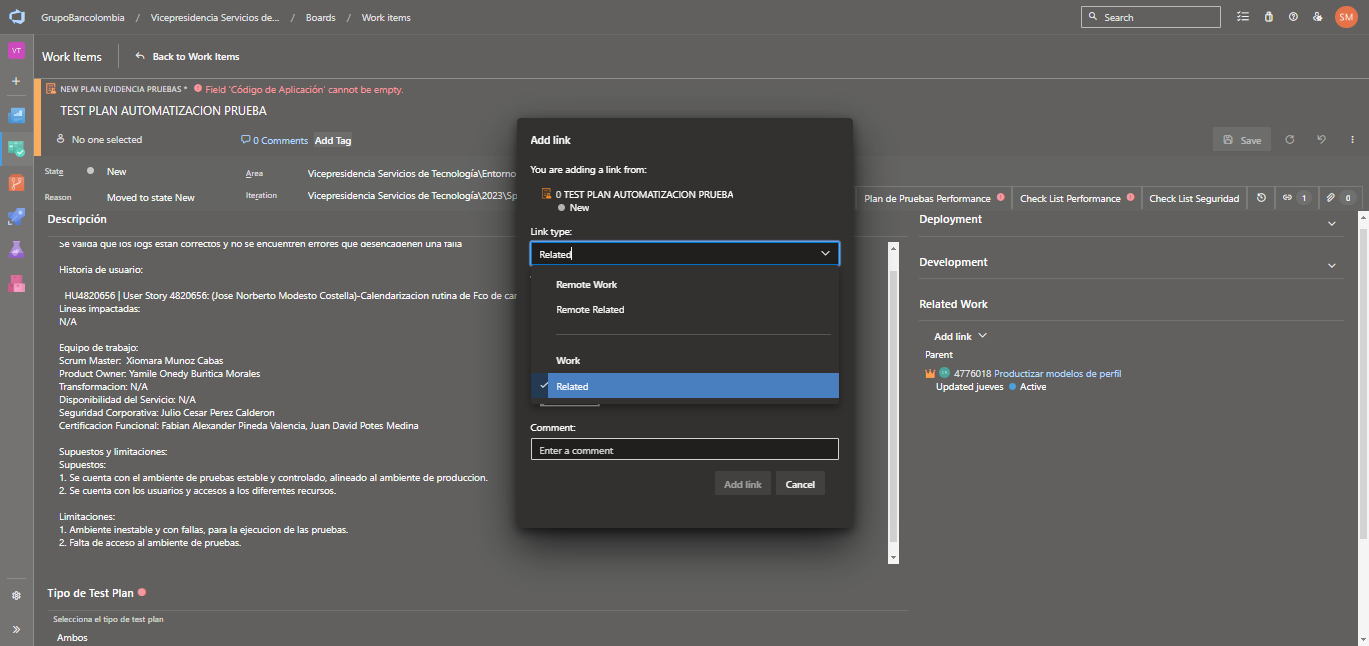 GrupoBancolombia / Vicepresidencia Servicios de... / Boards / Work items
Search
SM
VT
Work Items
Back to Work Items
NEW PLAN EVIDENCIA PRUEBAS *
Field 'Código de Aplicación' cannot be empty.
TEST PLAN AUTOMATIZACION PRUEBA
No one selected
0 Comments
Add Tag
Save
State
New
Area
Vicepresidencia Servicios de Tecnología\Entorno
Reason
Moved to state New
Iteration
Vicepresidencia Servicios de Tecnología\2023\Sp
Plan de Pruebas Performance
Check List Performance
Check List Seguridad
1
0
Descripción
Se valida que los logs estan correctos y no se encuentren errores que desencadenen una falla
Historia de usuario:
HU4820656 | User Story 4820656: (Jose Norberto Modesto Costella)-Calendarizacion rutina de Fco de car
Lineas impactadas:
N/A
Equipo de trabajo:
Scrum Master: Xiomara Munoz Cabas
Product Owner: Yamile Onedy Buritica Morales
Transformacion: N/A
Disponibilidad del Servicio: N/A
Seguridad Corporativa: Julio Cesar Perez Calderon
Certificacion Funcional: Fabian Alexander Pineda Valencia, Juan David Potes Medina
Supuestos y limitaciones:
Supuestos:
1. Se cuenta con el ambiente de pruebas estable y controlado, alineado al ambiente de produccion.
2. Se cuenta con los usuarios y accesos a los diferentes recursos.
Limitaciones:
1. Ambiente inestable y con fallas, para la ejecucion de las pruebas.
2. Falta de acceso al ambiente de pruebas.
Tipo de Test Plan
Selecciona el tipo de test plan
Ambos
Add link
You are adding a link from:
0 TEST PLAN AUTOMATIZACION PRUEBA
New
Link type:
Related
Remote Work
Remote Related
Work
Related
Comment:
Enter a comment
Add link
Cancel
Deployment
Development
Related Work
Add link
Parent
4776018 Productizar modelos de perfil
Updated jueves
Active